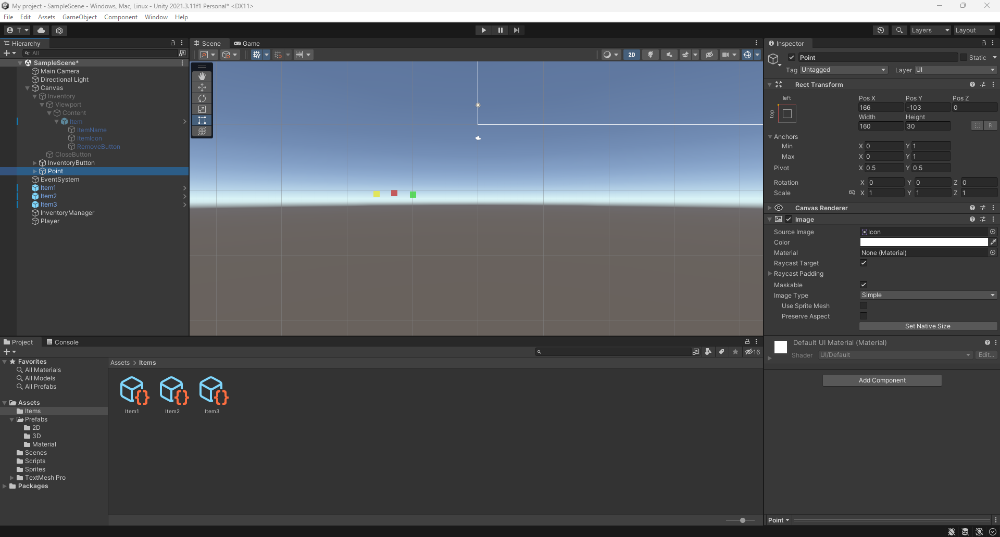 My project - SampleScene - Windows, Mac, Linux - Unity 2021.3.11f1 Personal* <DX11>
File Edit Assets GameObject Component Window Help
T
Layers
Layout
Hierarchy
All
SampleScene*
Main Camera
Directional Light
Canvas
Inventory
Viewport
Content
Item
ItemName
ItemIcon
RemoveButton
CloseButton
InventoryButton
Point
EventSystem
Item1
Item2
Item3
InventoryManager
Player
Scene
Game
2D
Inspector
Point
Static
Tag Untagged Layer UI
Rect Transform
left
top
Pos X Pos Y Pos Z
166 -103 0
Width Height
160 30
R
Anchors
Min X 0 Y 1
Max X 0 Y 1
Pivot X 0.5 Y 0.5
Rotation X 0 Y 0 Z 0
Scale X 1 Y 1 Z 1
Canvas Renderer
Image
Source Image Icon
Color
Material None (Material)
Raycast Target
Raycast Padding
Maskable
Image Type Simple
Use Sprite Mesh
Preserve Aspect
Set Native Size
Default UI Material (Material)
Shader UI/Default Edit...
Add Component
Point
Project
Console
16
Favorites
All Materials
All Models
All Prefabs
Assets
Items
Prefabs
2D
3D
Material
Scenes
Scripts
Sprites
TextMesh Pro
Packages
Assets > Items
Item1
Item2
Item3